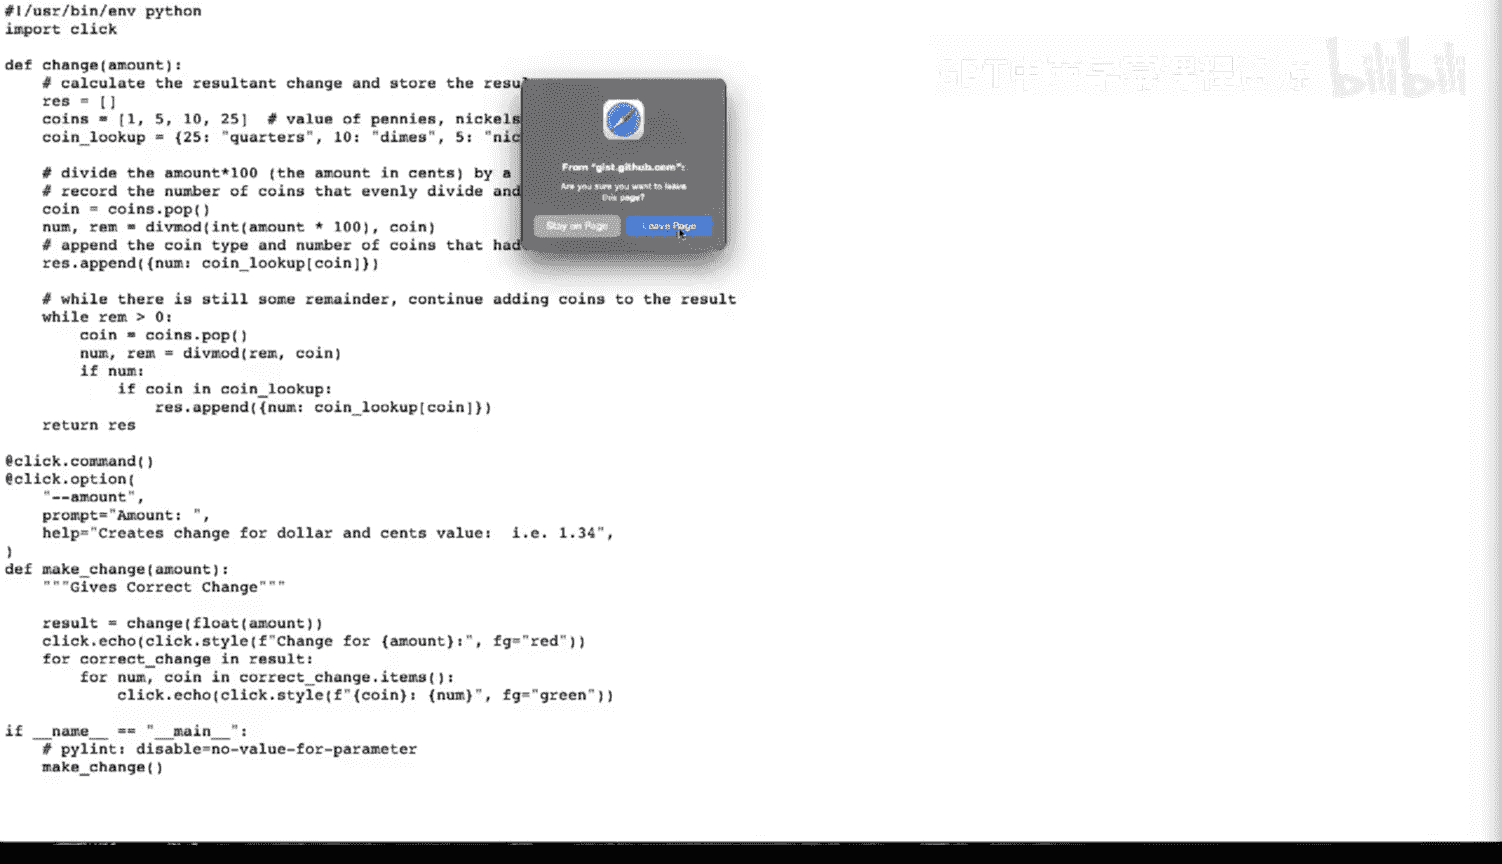 #!/usr/bin/env python
import click
def change(amount):
# calculate the resultant change and store the resu
res = []
coins = [1, 5, 10, 25]  # value of pennies, nickels
coin_lookup = {25: "quarters", 10: "dimes", 5: "nic
# divide the amount*100 (the amount in cents) by a
# record the number of coins that evenly divide and
coin = coins.pop()
num, rem = divmod(int(amount * 100), coin)
# append the coin type and number of coins that had
res.append({num: coin_lookup[coin]})
# while there is still some remainder, continue adding coins to the result
while rem > 0:
coin = coins.pop()
num, rem = divmod(rem, coin)
if num:
if coin in coin_lookup:
res.append({num: coin_lookup[coin]})
return res
@click.command()
@click.option(
"--amount",
prompt="Amount: ",
help="Creates change for dollar and cents value:  i.e. 1.34",
)
def make_change(amount):
"""Gives Correct Change"""
result = change(float(amount))
click.echo(click.style(f"Change for {amount}:", fg="red"))
for correct_change in result:
for num, coin in correct_change.items():
click.echo(click.style(f"{coin}: {num}", fg="green"))
if __name__ == "__main__":
# pylint: disable=no-value-for-parameter
make_change()
From "gist.github.com":
Are you sure you want to leave
this page?
Stay on Page
Leave Page
bilibili